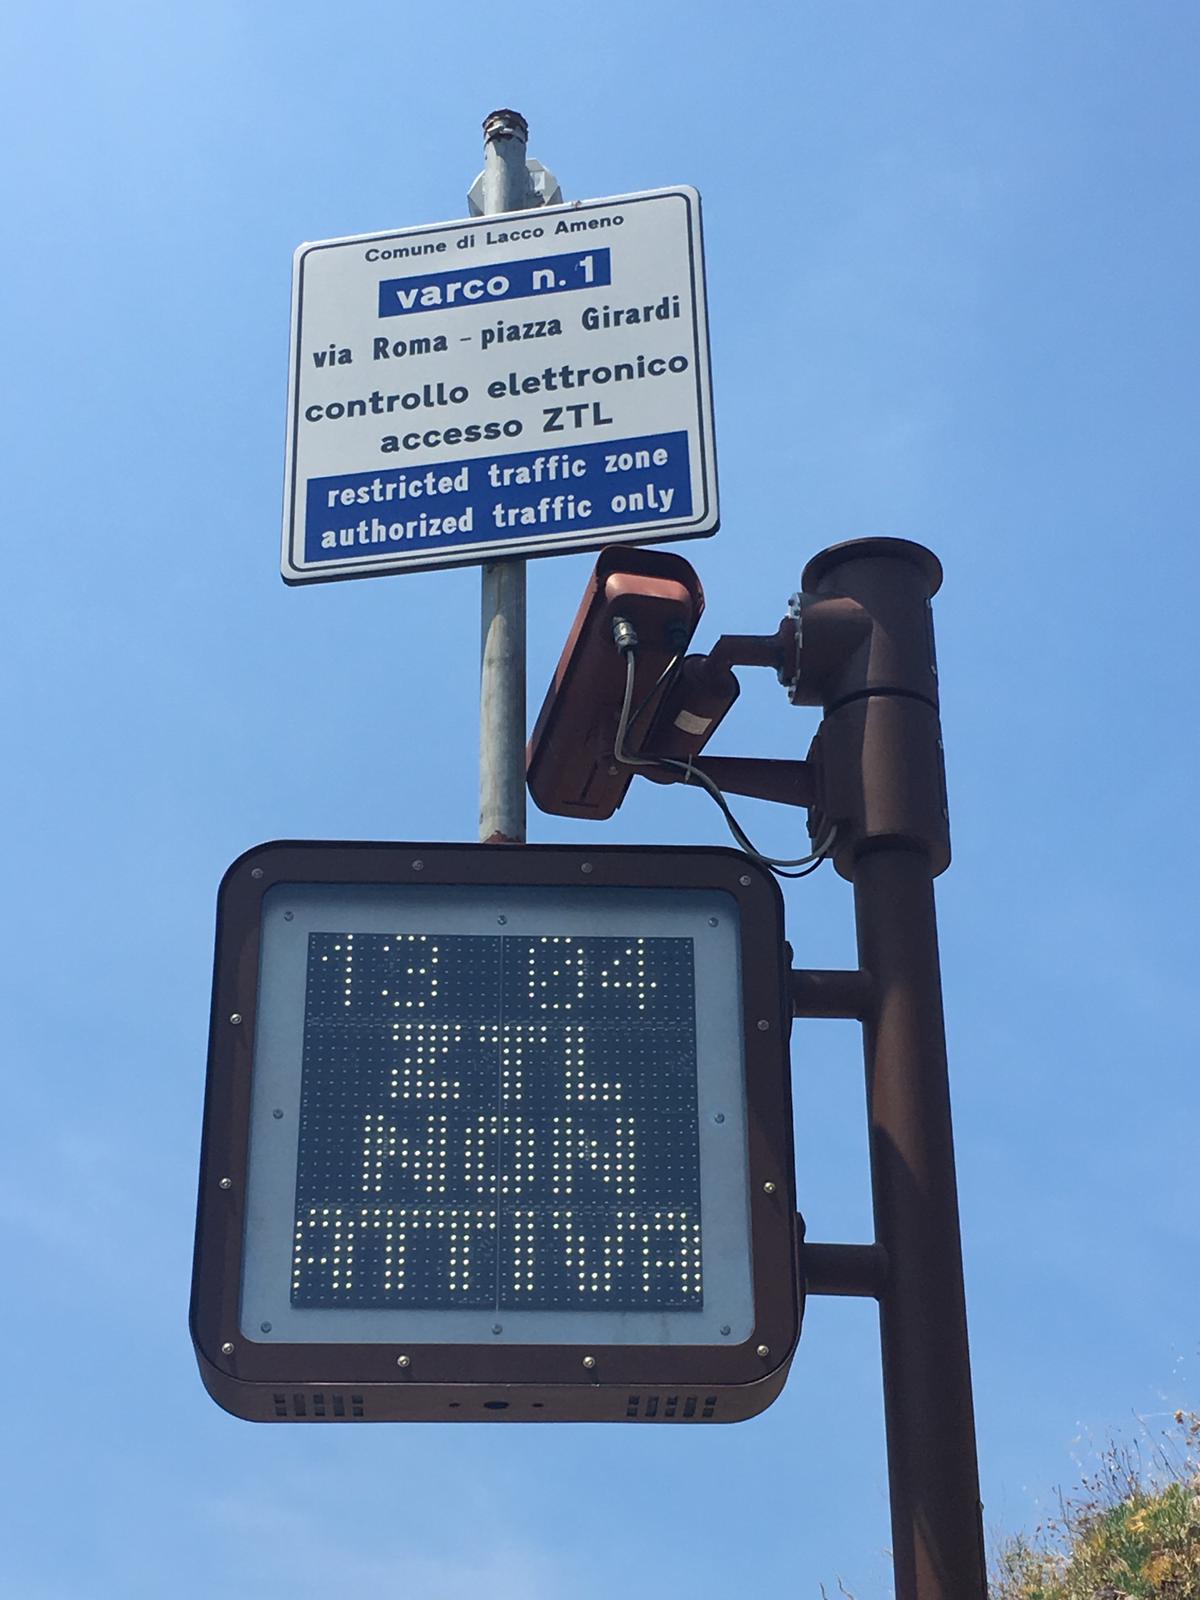 Comune di Lacco Ameno
varco n. 1
via Roma - piazza Girardi
controllo elettronico
accesso ZTL
restricted traffic zone
authorized traffic only
13 04
ZTL
NON
ATTIVA